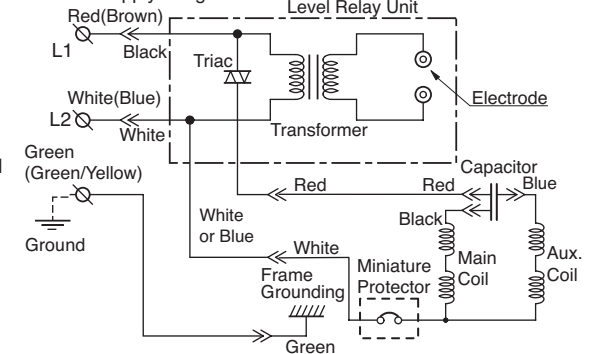 Level Relay Unit
Red(Brown)
L1
Black
Triac
White(Blue)
L2
White
Transformer
Electrode
Green
(Green/Yellow)
Ground
Capacitor
Red
Red
Blue
White
or Blue
Black
White
Main
Coil
Aux.
Coil
Frame
Grounding
Miniature
Protector
Green